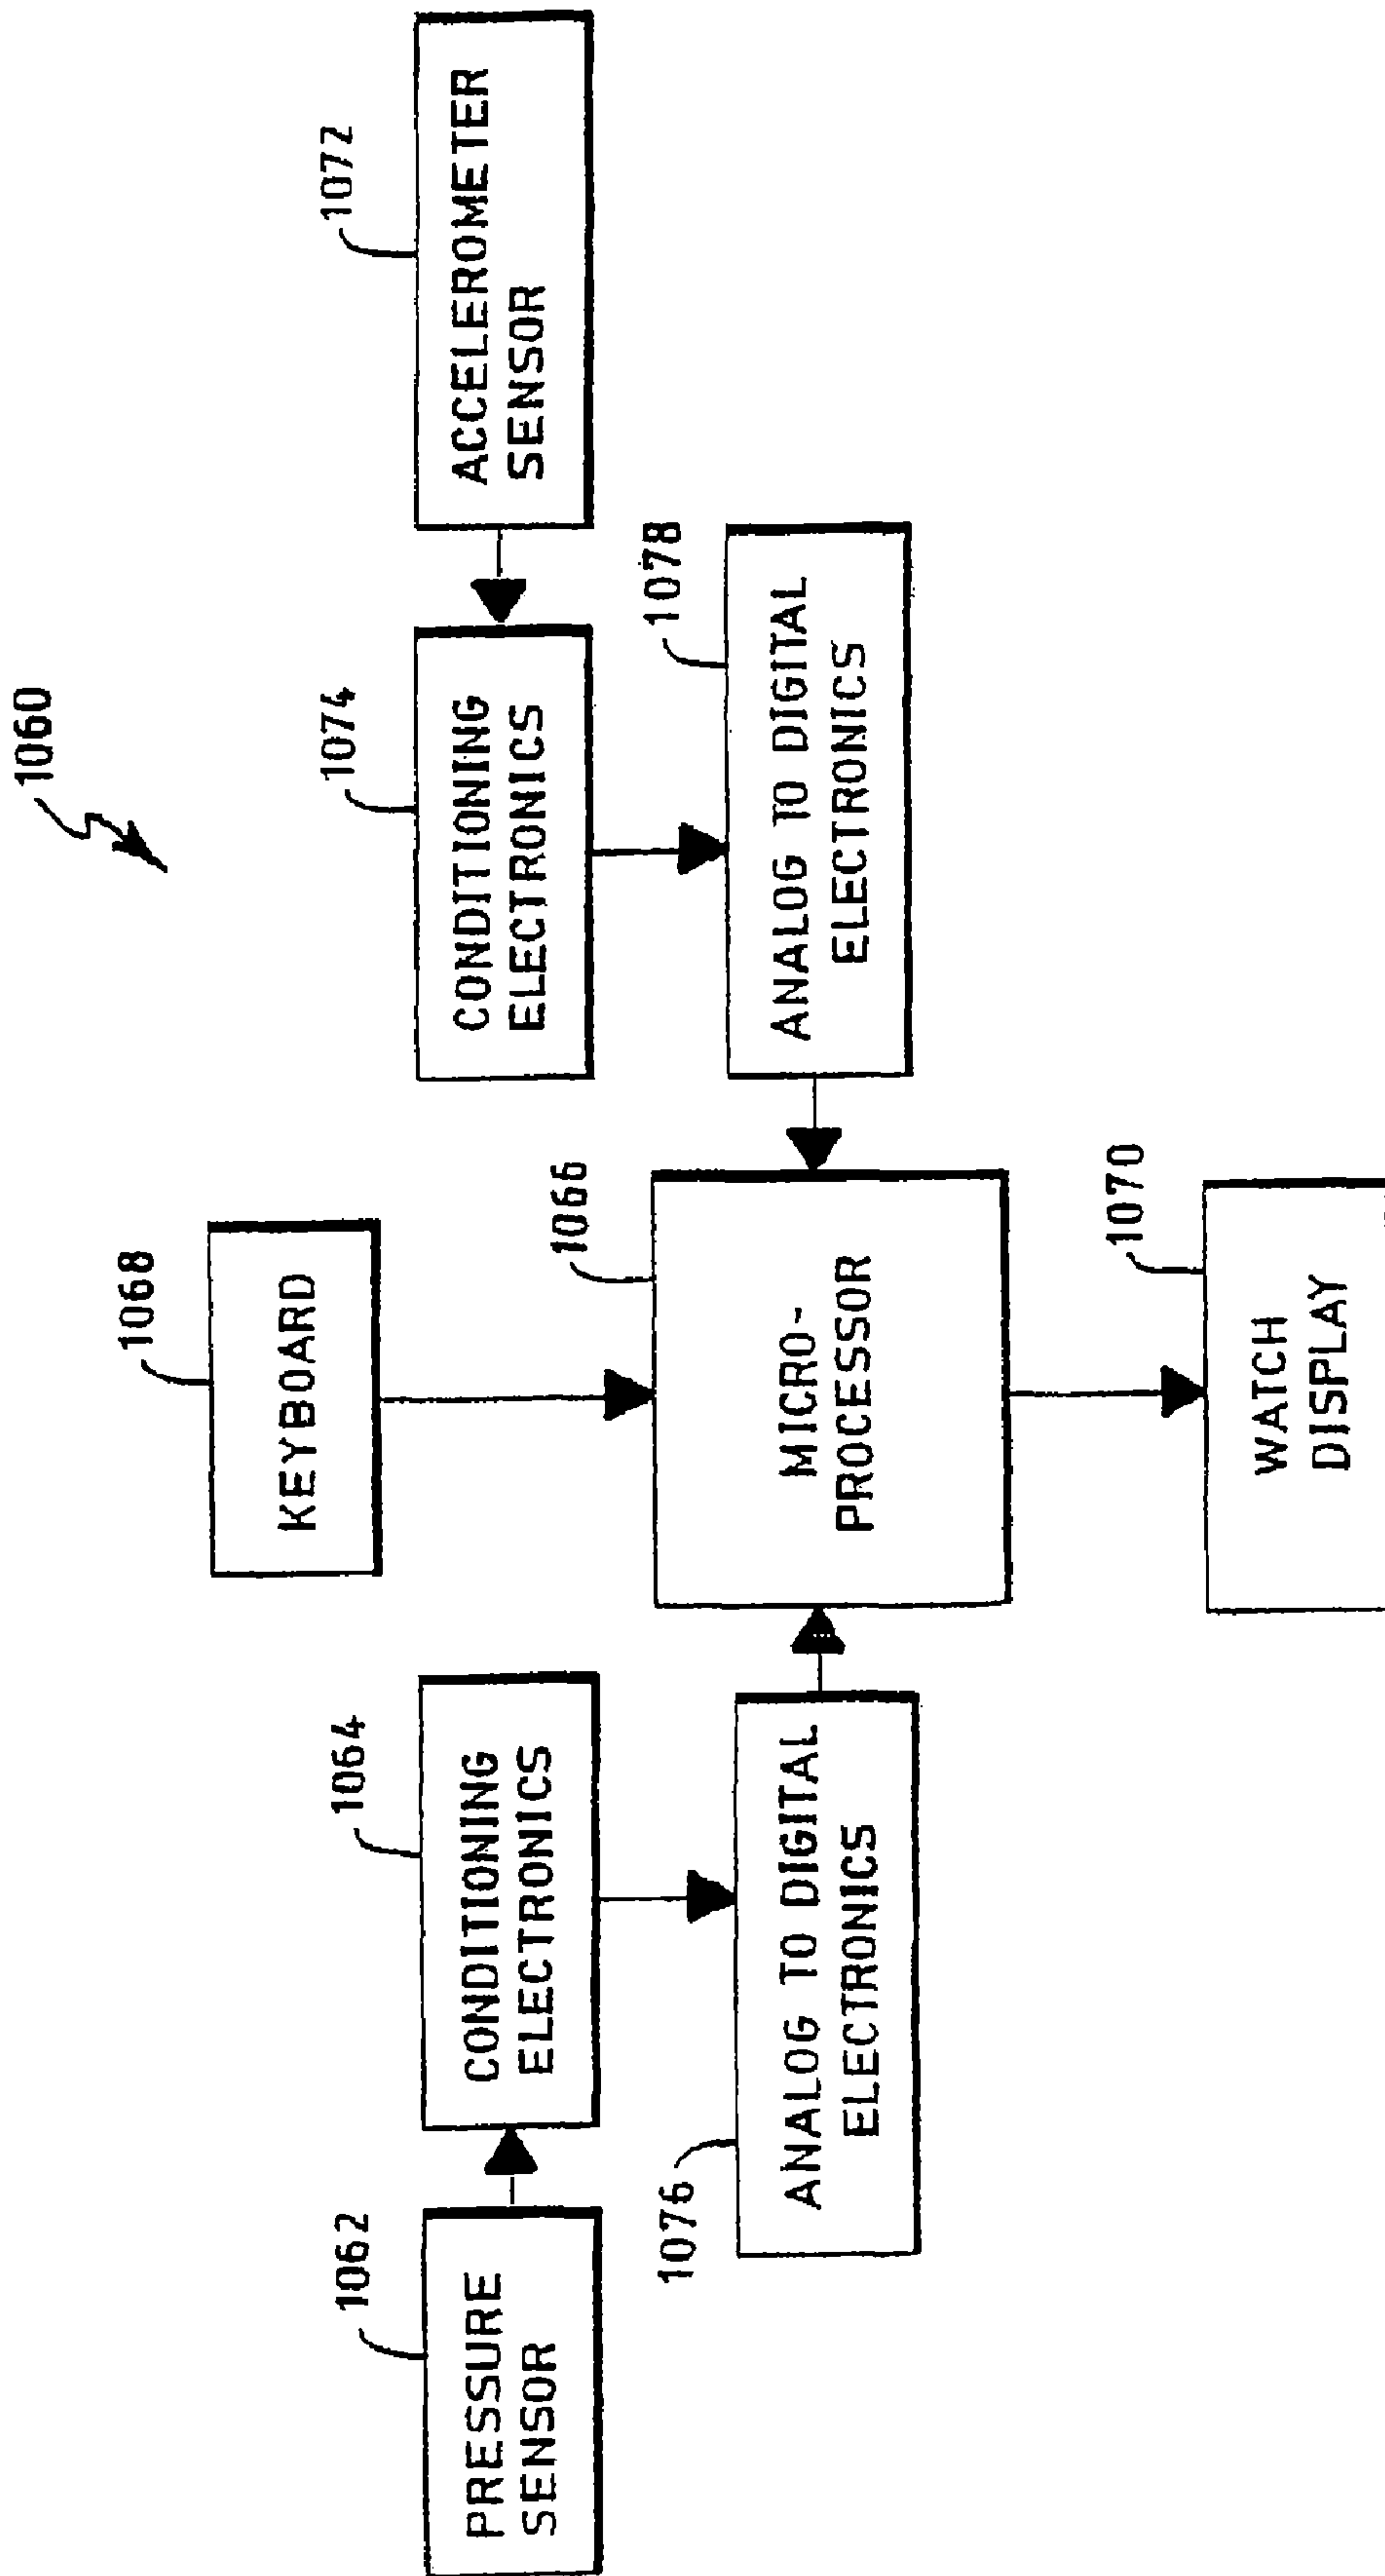 1060
1068
KEYBOARD
1062
PRESSURE
SENSOR
1064
CONDITIONING
ELECTRONICS
1074
CONDITIONING
ELECTRONICS
1072
ACCELEROMETER
SENSOR
1076
ANALOG TO DIGITAL
ELECTRONICS
1066
MICRO-
PROCESSOR
1078
ANALOG TO DIGITAL
ELECTRONICS
1070
WATCH
DISPLAY